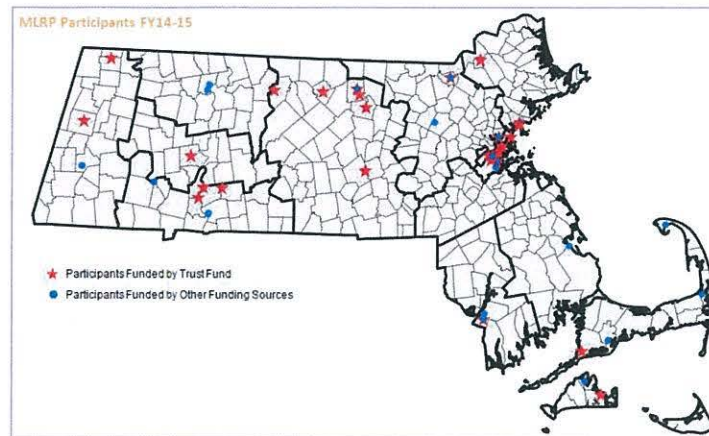 MLRP Participants FY14-15
Participants Funded by Trust Fund
Participants Funded by Other Funding Sources